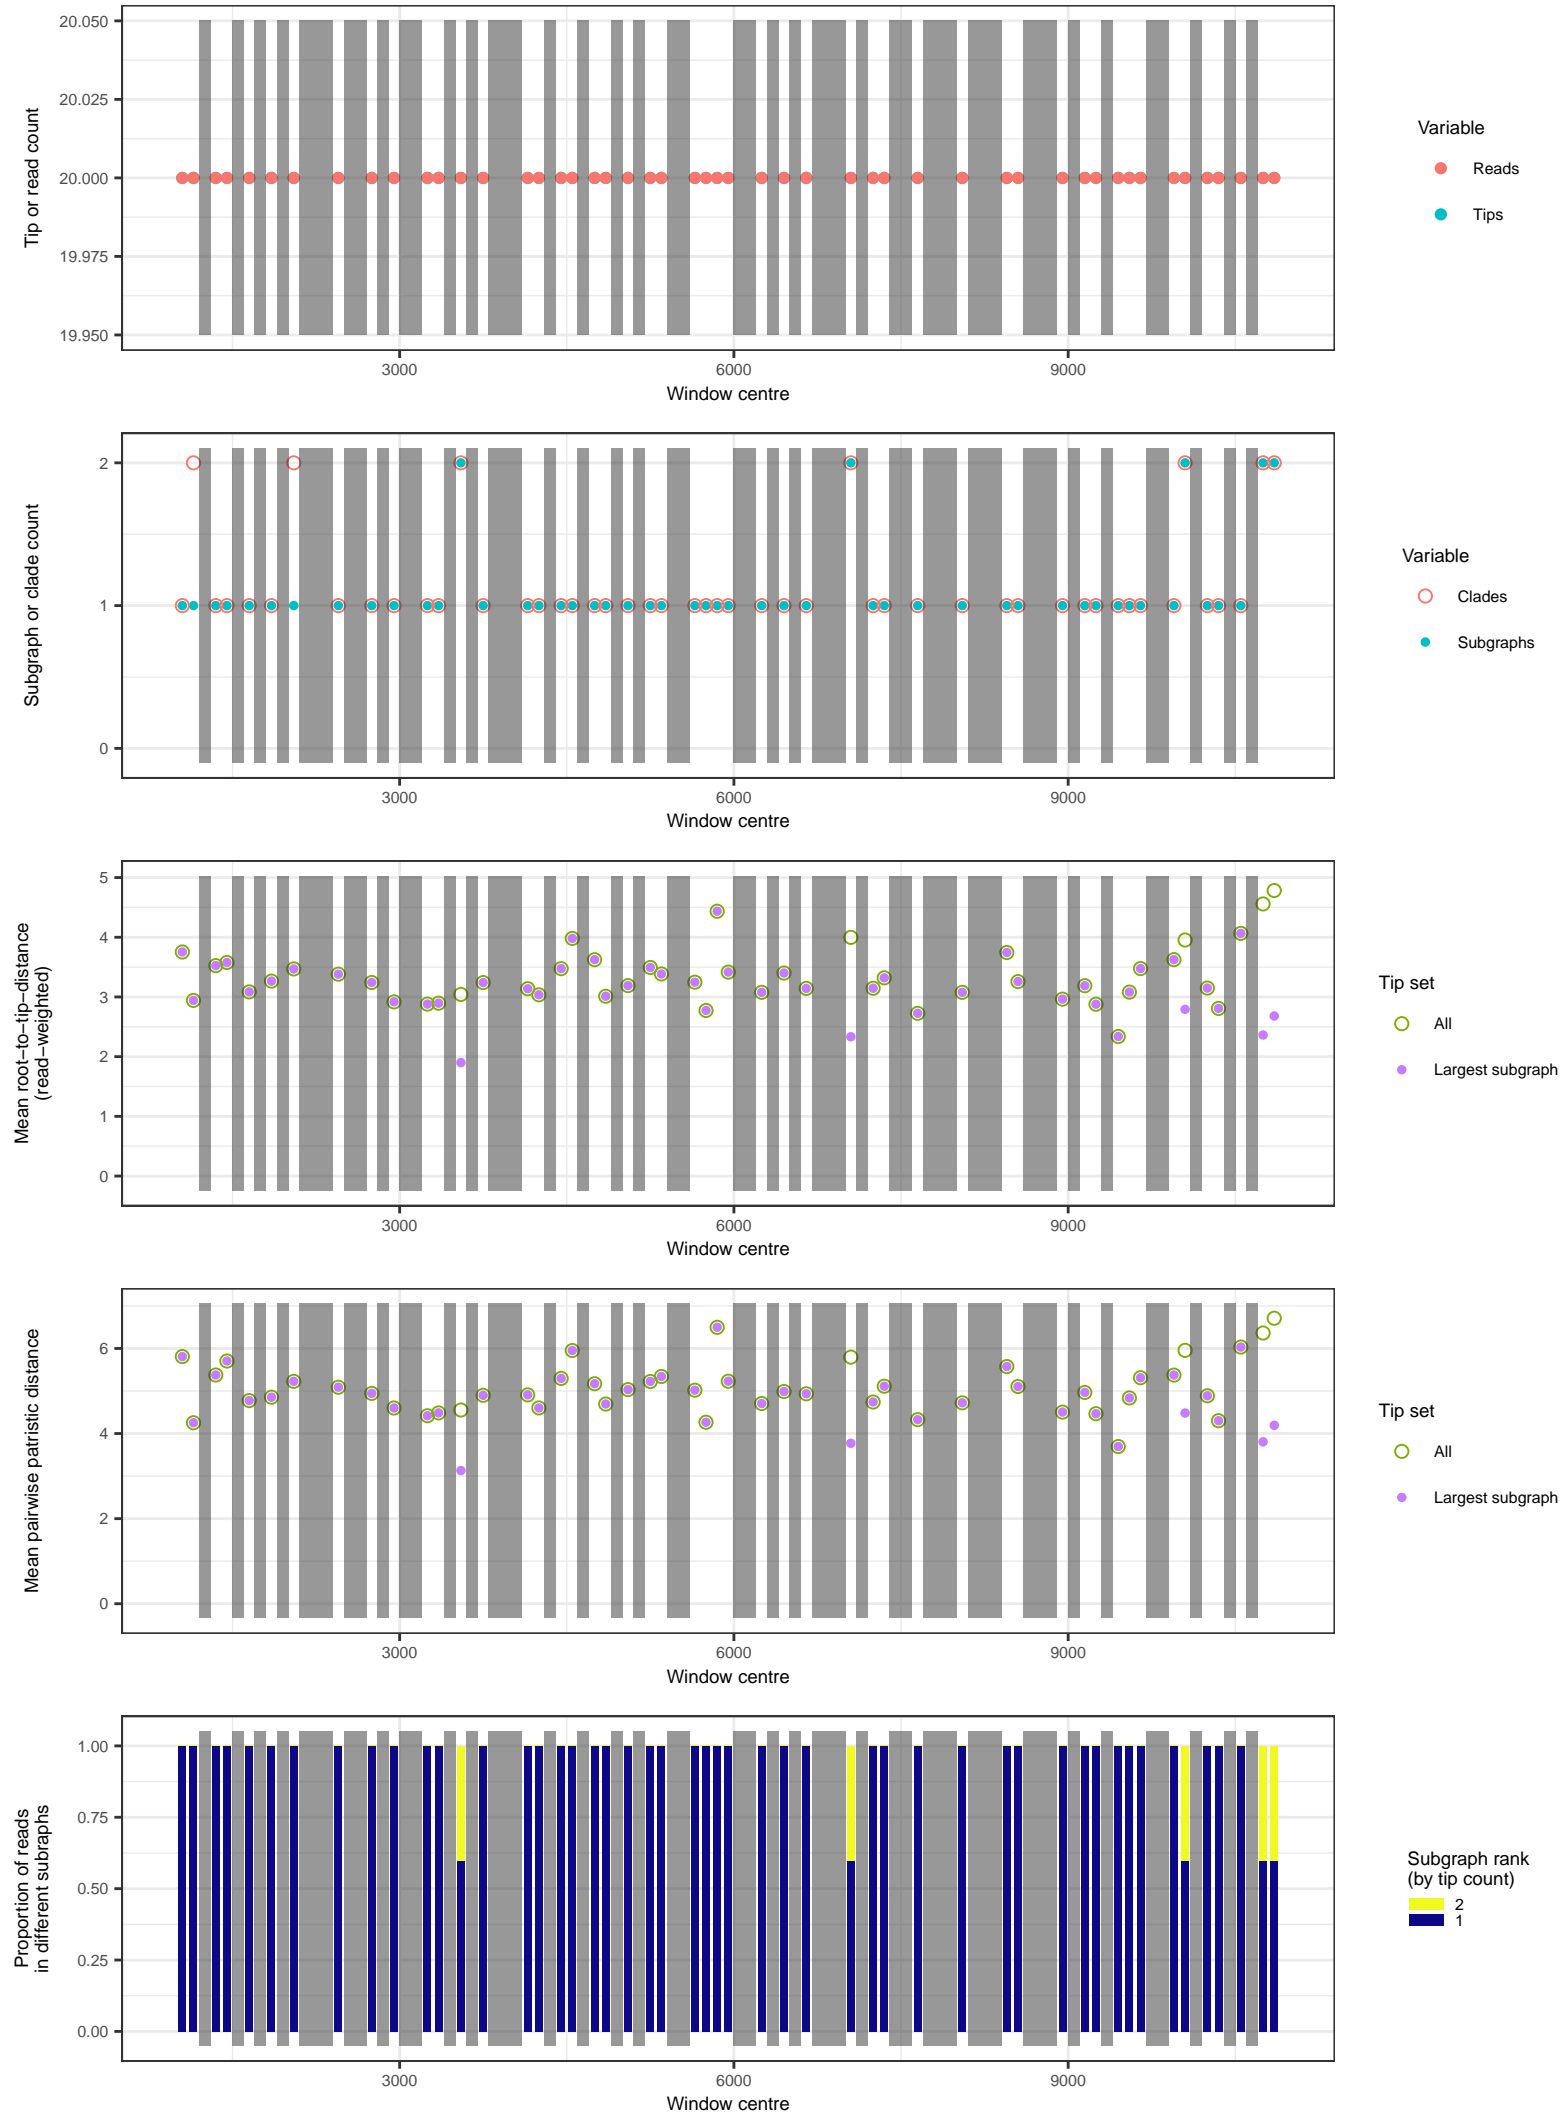 20.050
20.025
20.000
19.975
19.950
Tip or read count
3000
6000
9000
Window centre
Variable
Reads
Tips
2
1
0
Subgraph or clade count
3000
6000
9000
Window centre
Variable
Clades
Subgraphs
5
4
3
2
1
0
Mean root-to-tip-distance
(read-weighted)
3000
6000
9000
Window centre
Tip set
All
Largest subgraph
6
4
2
0
Mean pairwise patristic distance
3000
6000
9000
Window centre
Tip set
All
Largest subgraph
1.00
0.75
0.50
0.25
0.00
Proportion of reads
in different subraphs
3000
6000
9000
Window centre
Subgraph rank
(by tip count)
2
1